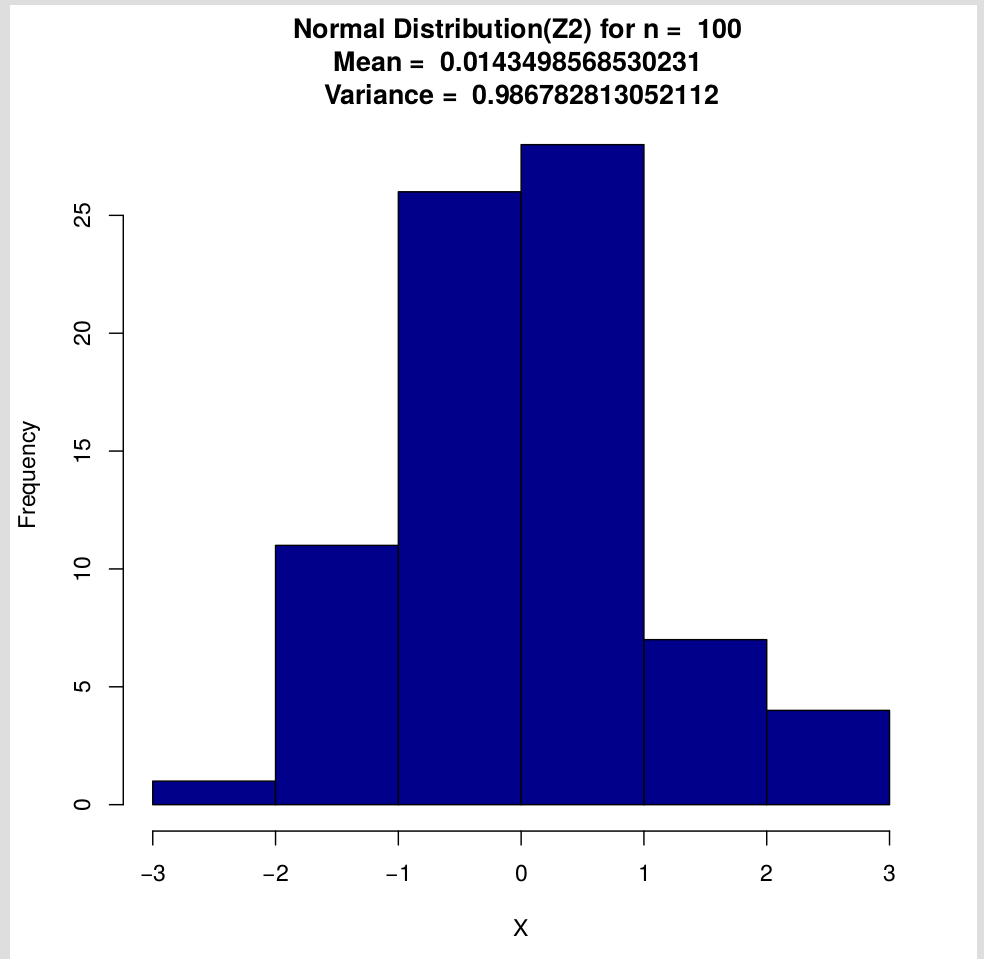 Normal Distribution(Z2) for n =  100
Mean =  0.0143498568530231
Variance =  0.986782813052112
Frequency
25
20
15
10
5
0
−3 −2 −1 0 1 2 3
X